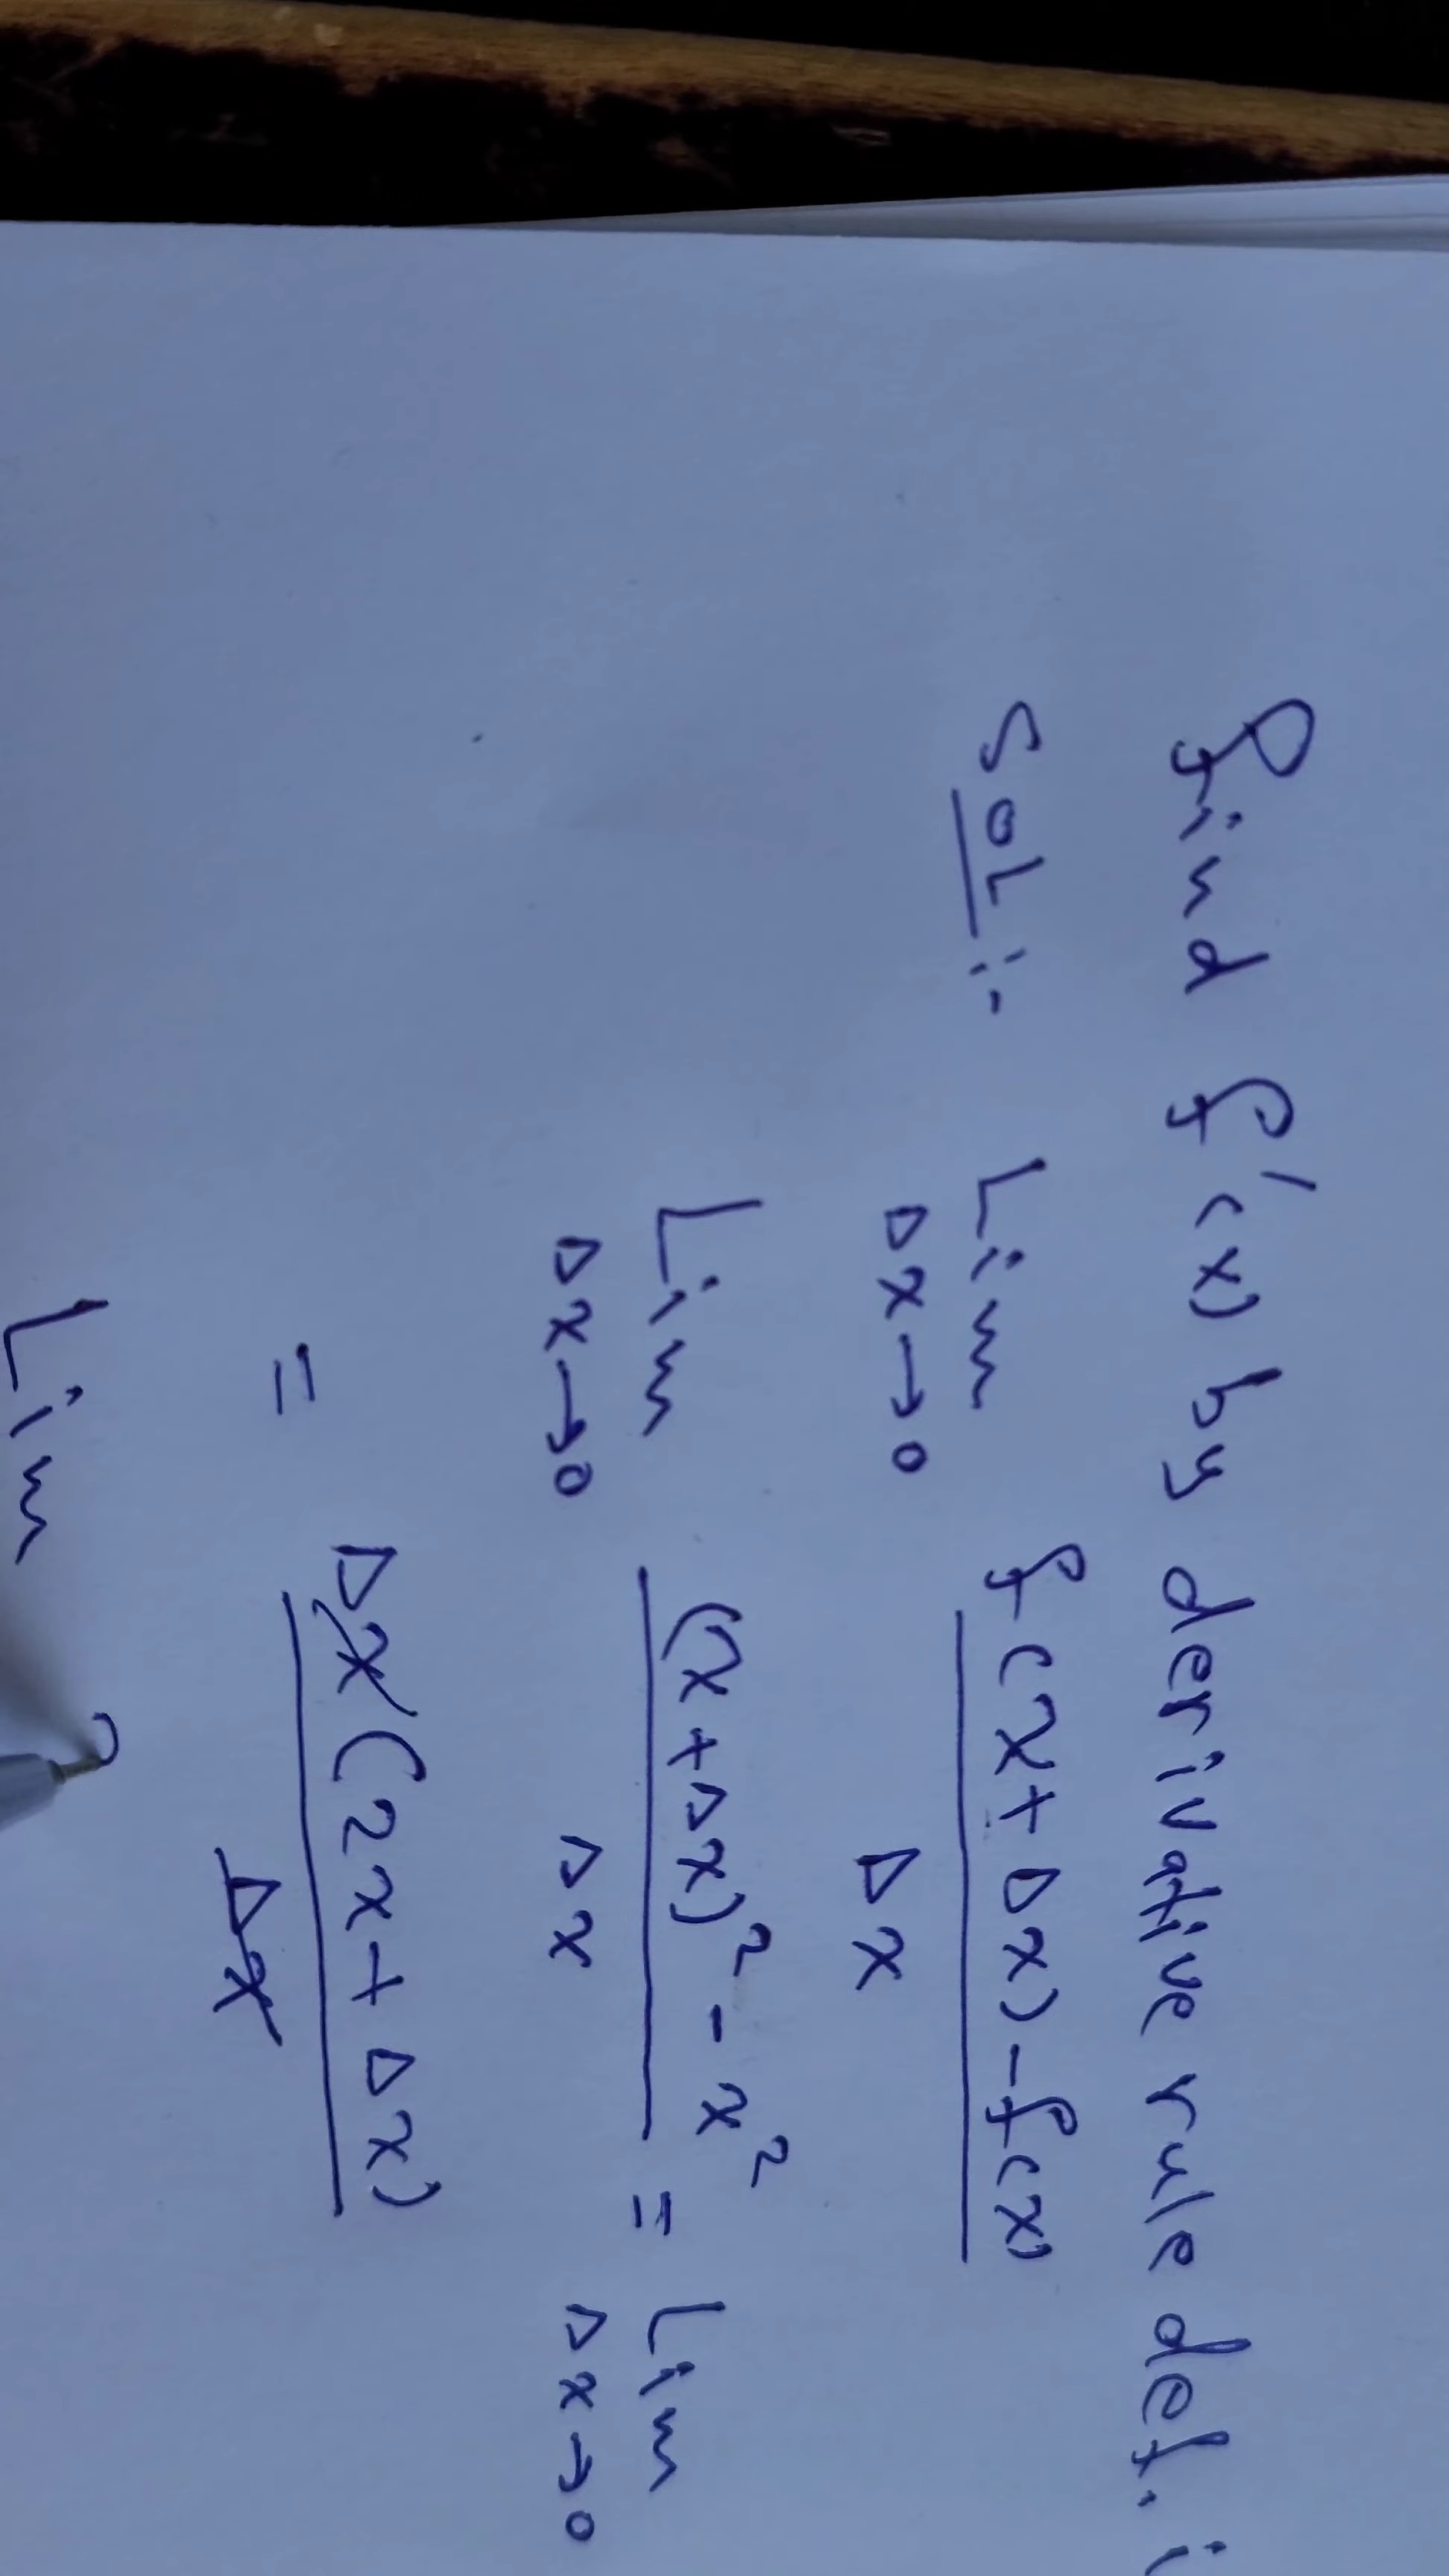 find f'(x) by derivative rule def. i
SOL:- Lim f(x+Δx)-f(x)
Δx→0 Δx
Lim (x+Δx)² - x² = Lim
Δx→0 Δx Δx→0
= Δx(2x+Δx)
Δx
Lim 2